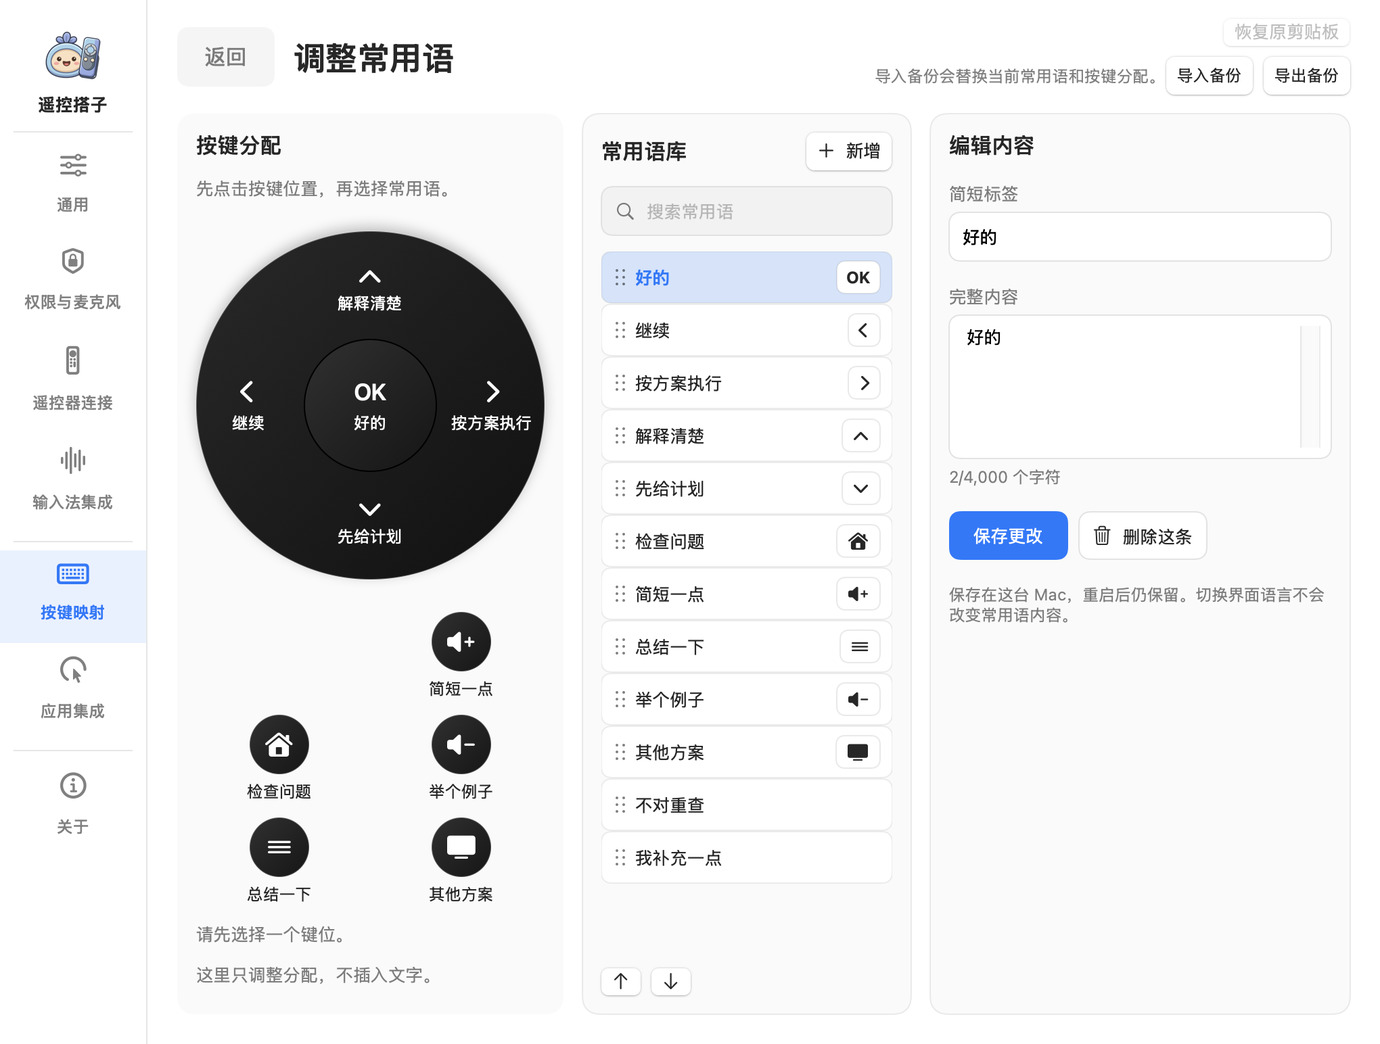 遥控搭子
通用
权限与麦克风
遥控器连接
输入法集成
按键映射
应用集成
关于
返回
调整常用语
恢复原剪贴板
导入备份会替换当前常用语和按键分配。
导入备份
导出备份
按键分配
先点击按键位置，再选择常用语。
解释清楚
继续
OK
好的
按方案执行
先给计划
简短一点
检查问题
举个例子
总结一下
其他方案
请先选择一个键位。
这里只调整分配，不插入文字。
常用语库
新增
搜索常用语
好的 OK
继续
按方案执行
解释清楚
先给计划
检查问题
简短一点
总结一下
举个例子
其他方案
不对重查
我补充一点
编辑内容
简短标签
好的
完整内容
好的
2/4,000 个字符
保存更改
删除这条
保存在这台 Mac，重启后仍保留。切换界面语言不会
改变常用语内容。